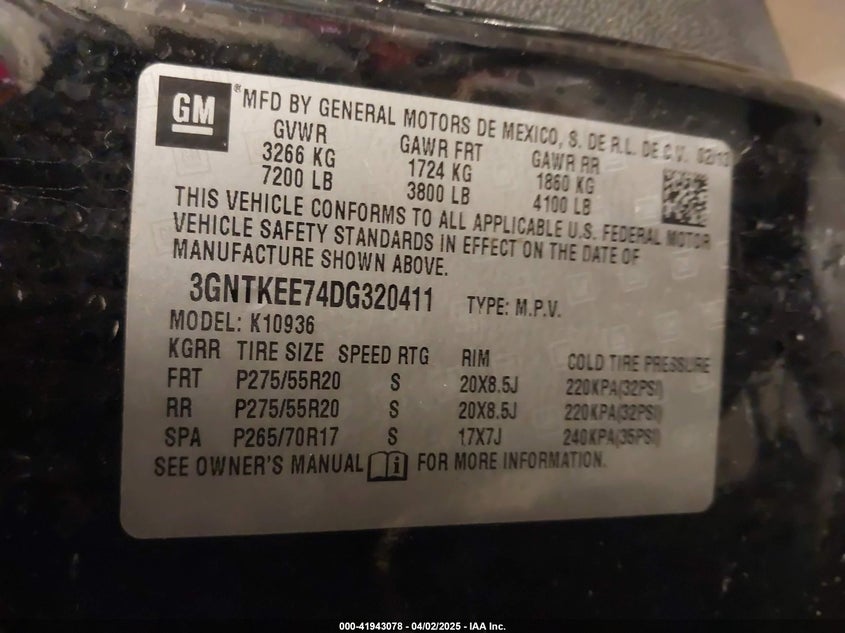 GM
® MFD BY GENERAL MOTORS DE MEXICO, S. DE R.L. DE C.V. 02/13
GVWR GAWR FRT GAWR RR
3266 KG 1724 KG 1860 KG
7200 LB 3800 LB 4100 LB
THIS VEHICLE CONFORMS TO ALL APPLICABLE U.S. FEDERAL MOTOR
VEHICLE SAFETY STANDARDS IN EFFECT ON THE DATE OF
MANUFACTURE SHOWN ABOVE.
3GNTKEE74DG320411 TYPE: M.P.V.
MODEL: K10936
KGRR TIRE SIZE SPEED RTG RIM COLD TIRE PRESSURE
FRT P275/55R20 S 20X8.5J 220KPA(32PSI)
RR P275/55R20 S 20X8.5J 220KPA(32PSI)
SPA P265/70R17 S 17X7J 240KPA(35PSI)
SEE OWNER'S MANUAL i FOR MORE INFORMATION.
000-41943078 - 04/02/2025 - IAA Inc.